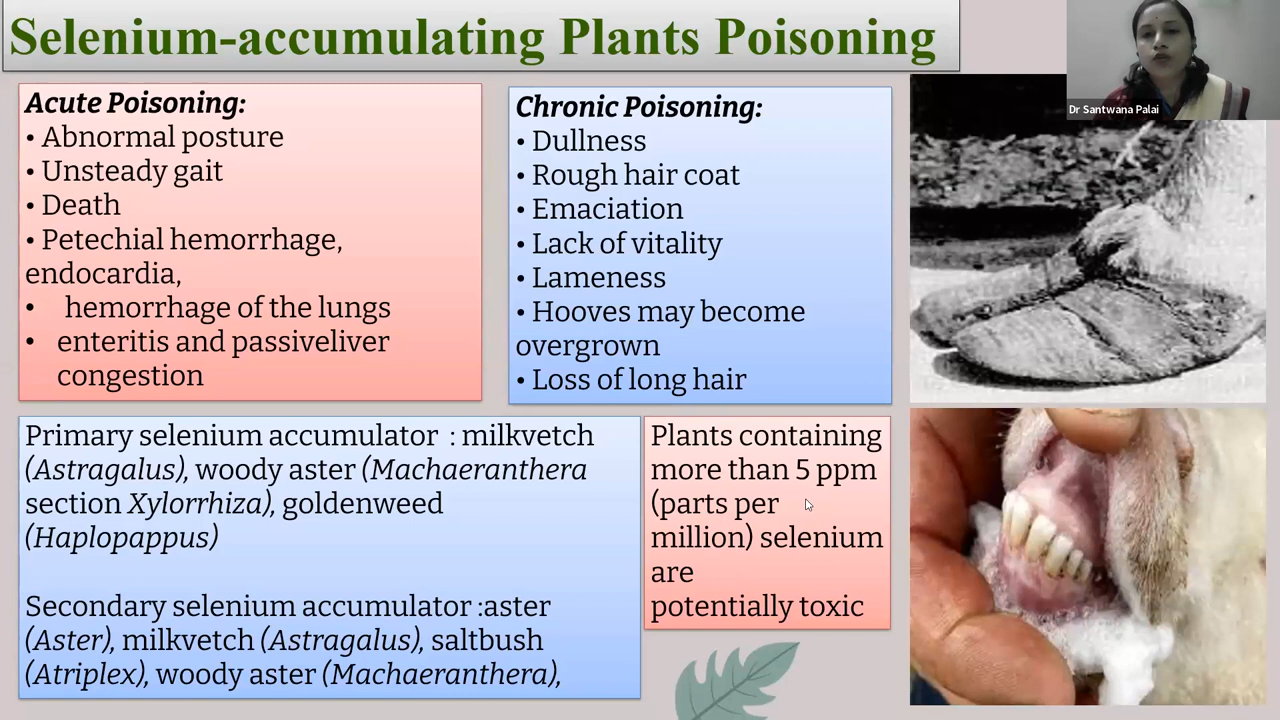 Selenium-accumulating Plants Poisoning
Dr Santwana Palai
Acute Poisoning:
• Abnormal posture
• Unsteady gait
• Death
• Petechial hemorrhage,
endocardia,
• hemorrhage of the lungs
• enteritis and passiveliver
congestion
Chronic Poisoning:
• Dullness
• Rough hair coat
• Emaciation
• Lack of vitality
• Lameness
• Hooves may become
overgrown
• Loss of long hair
Primary selenium accumulator : milkvetch
(Astragalus), woody aster (Machaeranthera
section Xylorrhiza), goldenweed
(Haplopappus)
Secondary selenium accumulator :aster
(Aster), milkvetch (Astragalus), saltbush
(Atriplex), woody aster (Machaeranthera),
Plants containing
more than 5 ppm
(parts per
million) selenium
are
potentially toxic